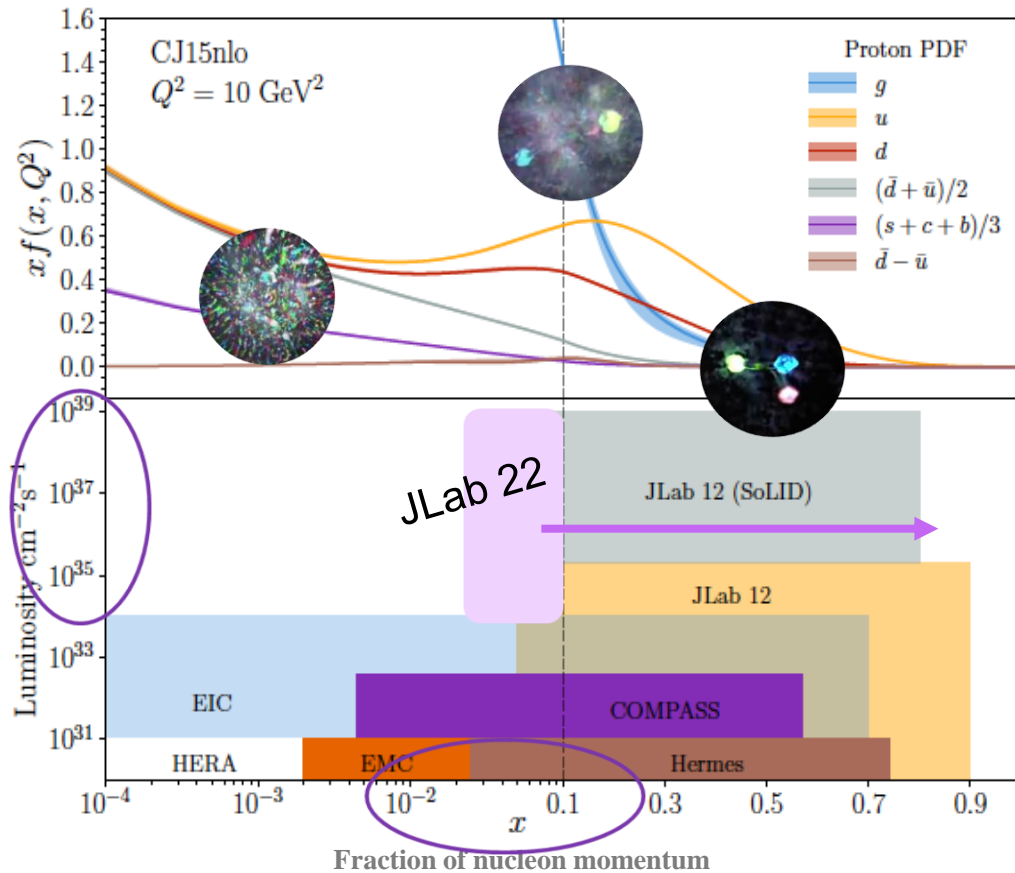 1.6
1.4
1.2
1.0
0.8
0.6
0.4
0.2
0.0
xf(x, Q²)
CJ15nlo
Q² = 10 GeV²
Proton PDF
g
u
d
(d̄ + ū)/2
(s + c + b)/3
d̄ − ū
10³⁹
10³⁷
10³⁵
10³³
10³¹
Luminosity cm⁻²s⁻¹
JLab 22
JLab 12 (SoLID)
JLab 12
EIC
COMPASS
HERA
EMC
Hermes
10⁻⁴ 10⁻³ 10⁻² 0.1 0.3 0.5 0.7 0.9
x
Fraction of nucleon momentum